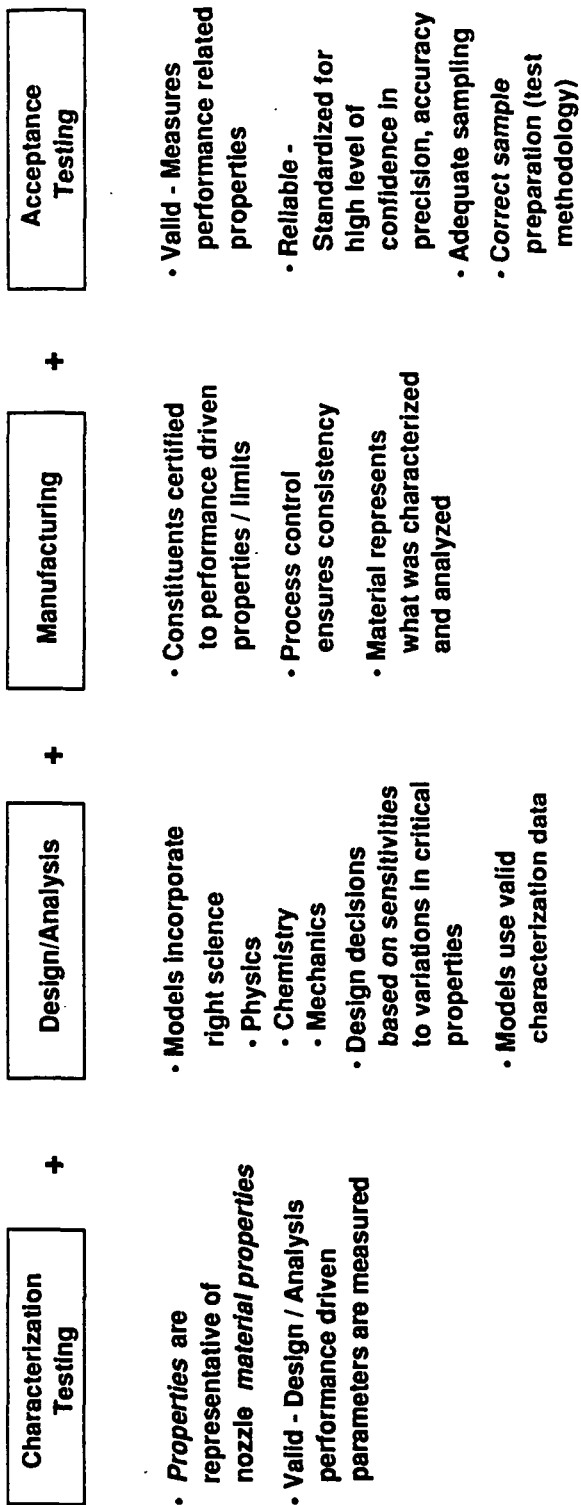 Characterization
Testing
+
Design/Analysis
+
Manufacturing
+
Acceptance
Testing
• Properties are
representative of
nozzle material properties
• Valid - Design / Analysis
performance driven
parameters are measured
• Models incorporate
right science
• Physics
• Chemistry
• Mechanics
• Design decisions
based on sensitivities
to variations in critical
properties
• Models use valid
characterization data
• Constituents certified
to performance driven
properties / limits
• Process control
ensures consistency
• Material represents
what was characterized
and analyzed
• Valid - Measures
performance related
properties
• Reliable -
Standardized for
high level of
confidence in
precision, accuracy
• Adequate sampling
• Correct sample
preparation (test
methodology)